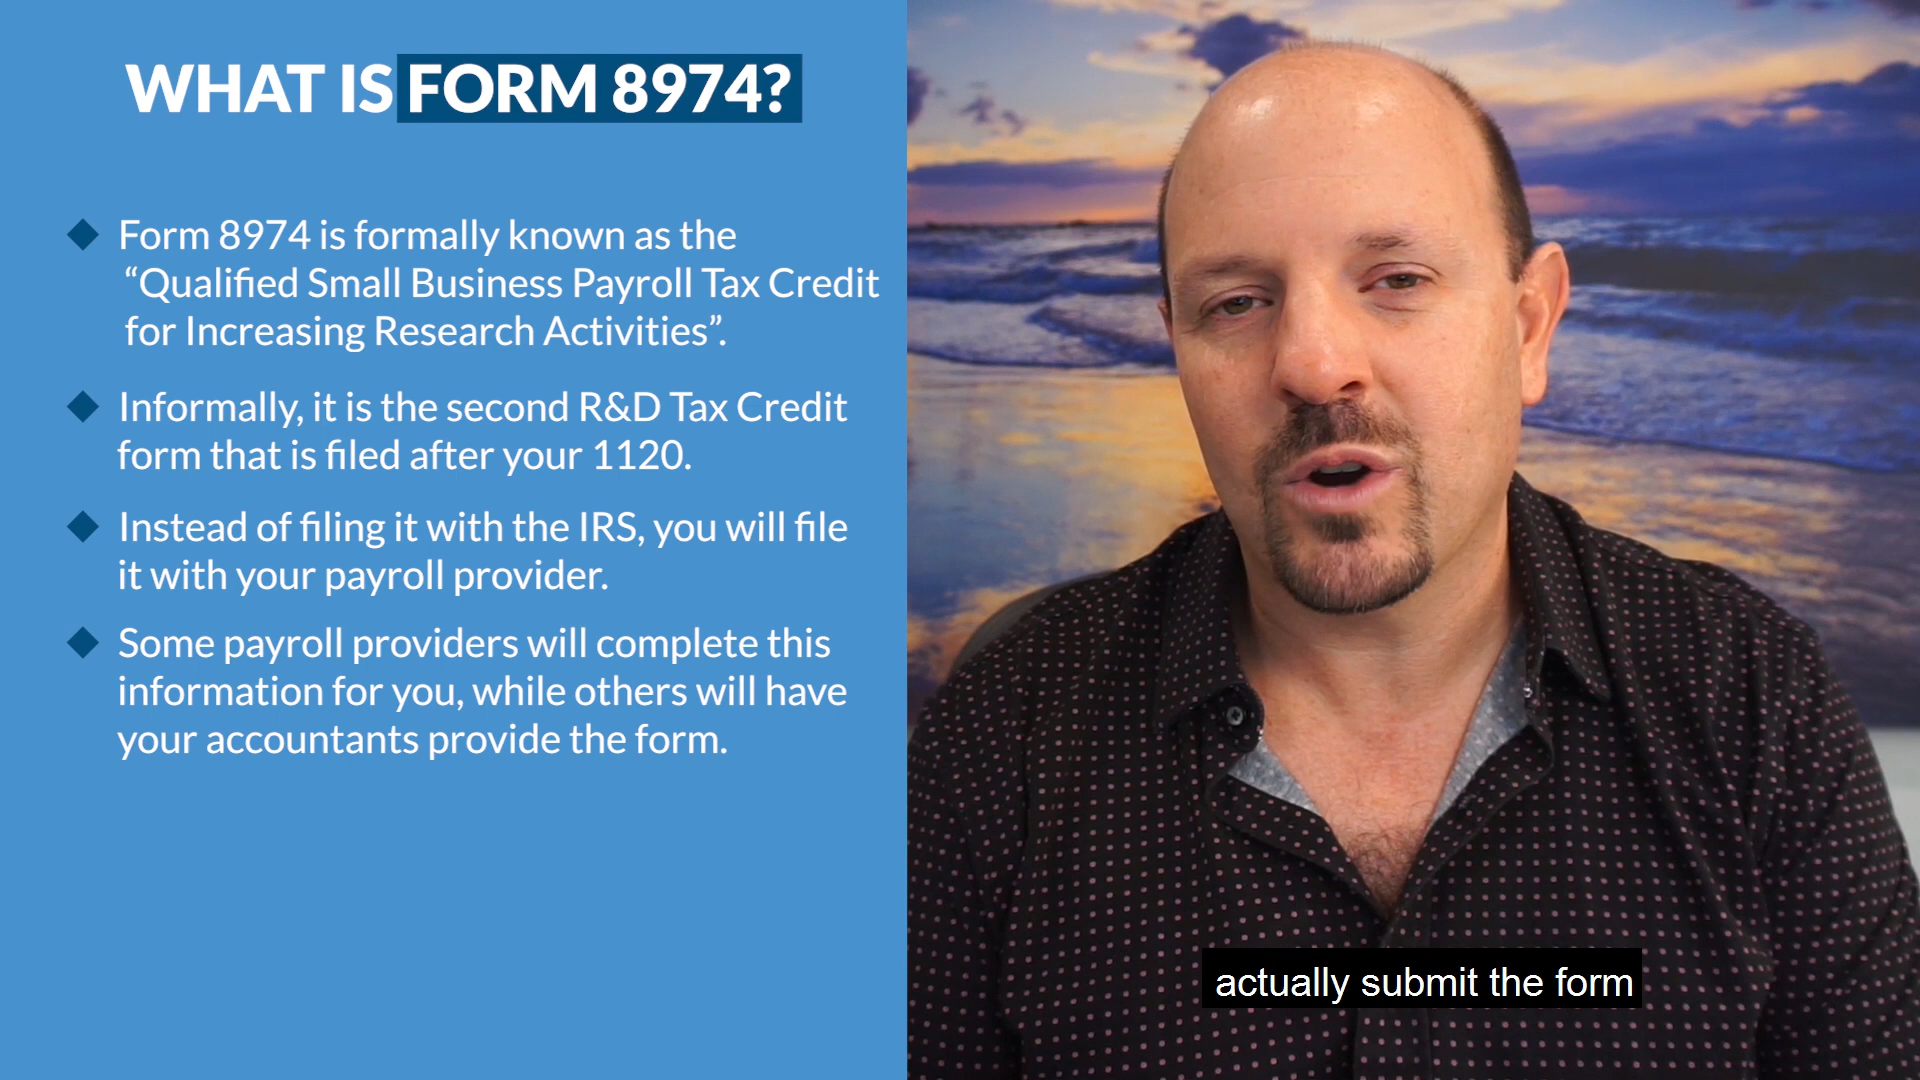 WHAT IS FORM 8974?
Form 8974 is formally known as the
“Qualified Small Business Payroll Tax Credit
for Increasing Research Activities”.
Informally, it is the second R&D Tax Credit
form that is filed after your 1120.
Instead of filing it with the IRS, you will file
it with your payroll provider.
Some payroll providers will complete this
information for you, while others will have
your accountants provide the form.
actually submit the form